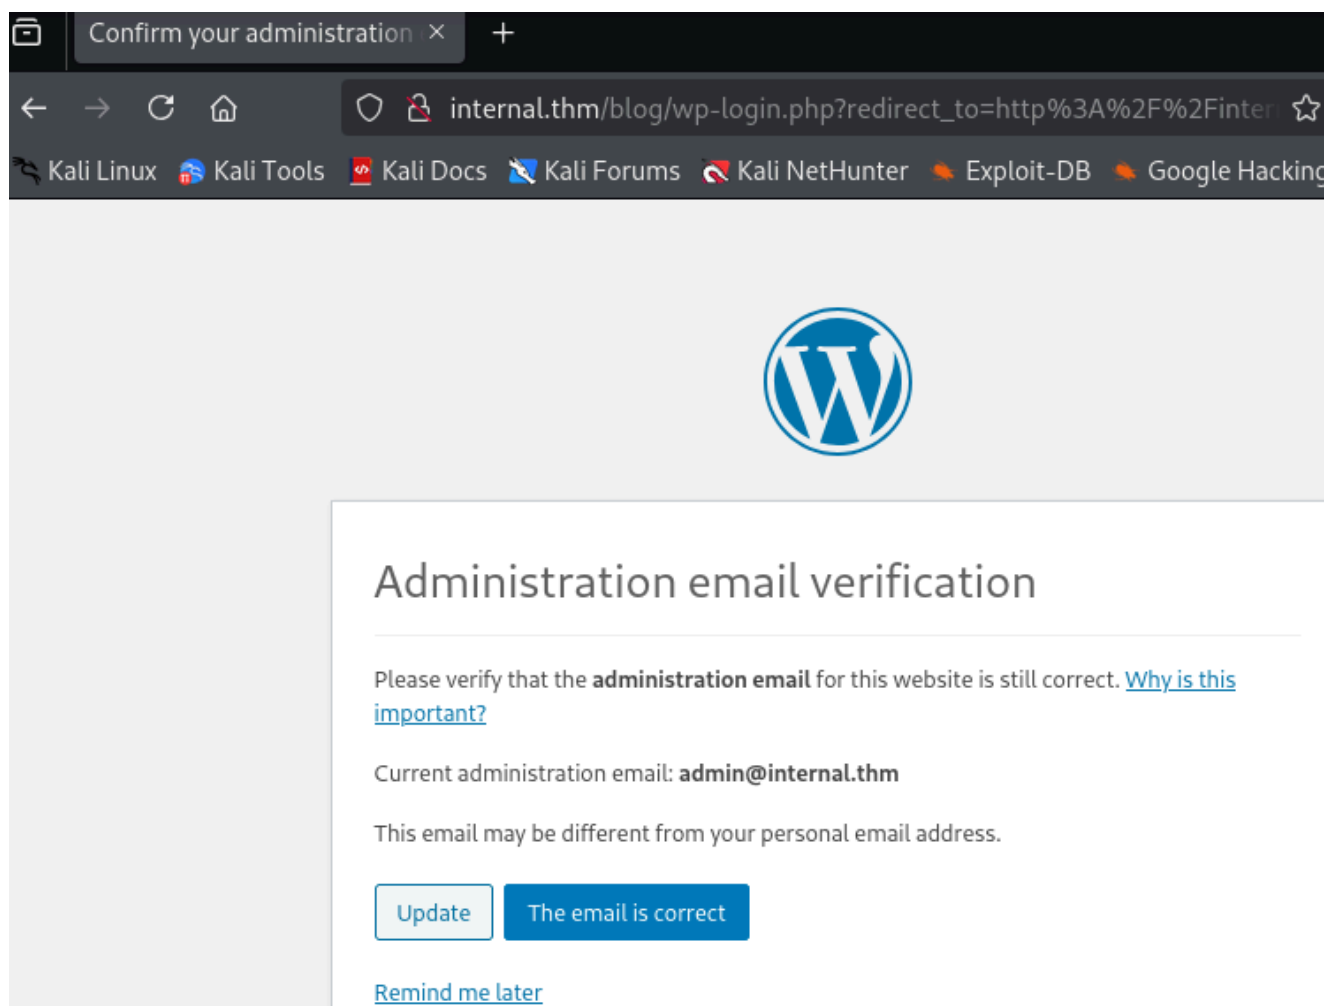 Confirm your administration
internal.thm/blog/wp-login.php?redirect_to=http%3A%2F%2Finter
Kali Linux Kali Tools Kali Docs Kali Forums Kali NetHunter Exploit-DB Google Hacking
Administration email verification
Please verify that the administration email for this website is still correct. Why is this
important?
Current administration email: admin@internal.thm
This email may be different from your personal email address.
Update The email is correct
Remind me later